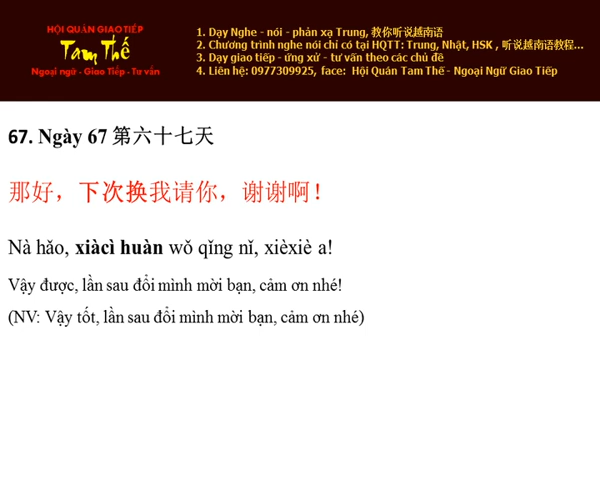 HỘI QUÁN GIAO TIẾP
Tam Thế
Ngoại ngữ - Giao Tiếp - Tư vấn
1. Dạy Nghe - nói - phản xạ Trung, 教你听说越南语
2. Chương trình nghe nói chỉ có tại HQTT: Trung, Nhật, HSK , 听说越南语教程...
3. Dạy giao tiếp - ứng xử - tư vấn theo các chủ đề
4. Liên hệ: 0977309925, face: Hội Quán Tam Thế - Ngoại Ngữ Giao Tiếp
67. Ngày 67 第六十七天
那好，下次换我请你，谢谢啊！
Nà hǎo, xiàcì huàn wǒ qǐng nǐ, xièxiè a!
Vậy được, lần sau đổi mình mời bạn, cảm ơn nhé!
(NV: Vậy tốt, lần sau đổi mình mời bạn, cảm ơn nhé)